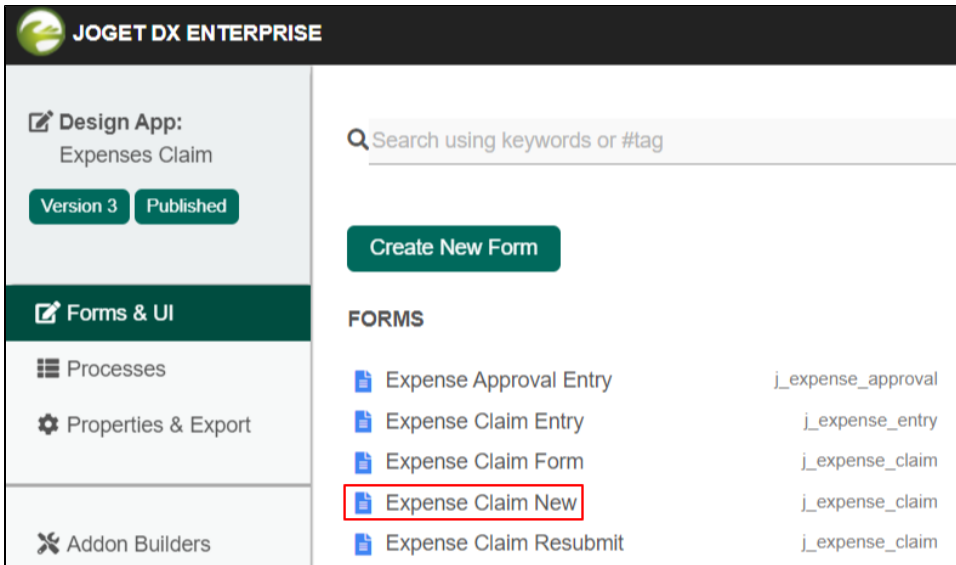 JOGET DX ENTERPRISE
Design App:
Expenses Claim
Version 3 Published
Forms & UI
Processes
Properties & Export
Addon Builders
Search using keywords or #tag
Create New Form
FORMS
Expense Approval Entry j_expense_approval
Expense Claim Entry j_expense_entry
Expense Claim Form j_expense_claim
Expense Claim New j_expense_claim
Expense Claim Resubmit j_expense_claim